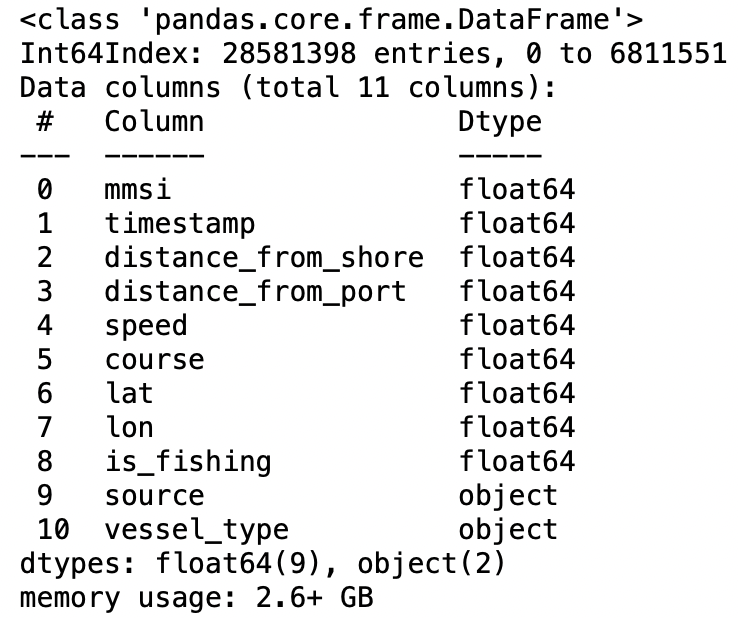 <class 'pandas.core.frame.DataFrame'>
Int64Index: 28581398 entries, 0 to 6811551
Data columns (total 11 columns):
 #   Column               Dtype
---  ------               -----
 0   mmsi                 float64
 1   timestamp            float64
 2   distance_from_shore  float64
 3   distance_from_port   float64
 4   speed                float64
 5   course               float64
 6   lat                  float64
 7   lon                  float64
 8   is_fishing           float64
 9   source               object
 10  vessel_type          object
dtypes: float64(9), object(2)
memory usage: 2.6+ GB